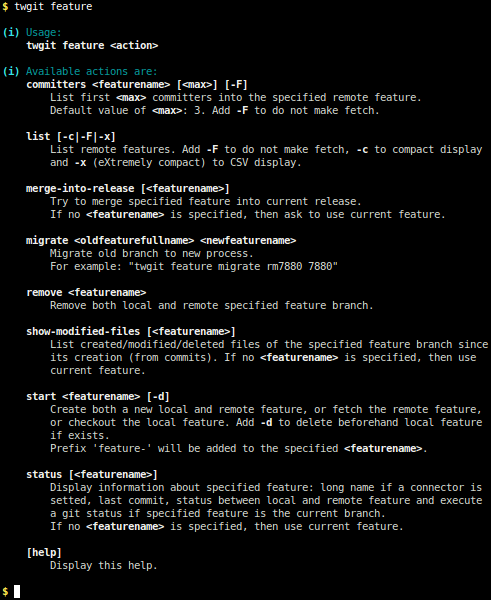 $ twgit feature
(i) Usage:
twgit feature <action>
(i) Available actions are:
committers <featurename> [<max>] [-F]
List first <max> committers into the specified remote feature.
Default value of <max>: 3. Add -F to do not make fetch.
list [-c|-F|-x]
List remote features. Add -F to do not make fetch, -c to compact display
and -x (eXtremely compact) to CSV display.
merge-into-release [<featurename>]
Try to merge specified feature into current release.
If no <featurename> is specified, then ask to use current feature.
migrate <oldfeaturefullname> <newfeaturename>
Migrate old branch to new process.
For example: "twgit feature migrate rm7880 7880"
remove <featurename>
Remove both local and remote specified feature branch.
show-modified-files [<featurename>]
List created/modified/deleted files of the specified feature branch since
its creation (from commits). If no <featurename> is specified, then use
current feature.
start <featurename> [-d]
Create both a new local and remote feature, or fetch the remote feature,
or checkout the local feature. Add -d to delete beforehand local feature
if exists.
Prefix 'feature-' will be added to the specified <featurename>.
status [<featurename>]
Display information about specified feature: long name if a connector is
setted, last commit, status between local and remote feature and execute
a git status if specified feature is the current branch.
If no <featurename> is specified, then use current feature.
[help]
Display this help.
$